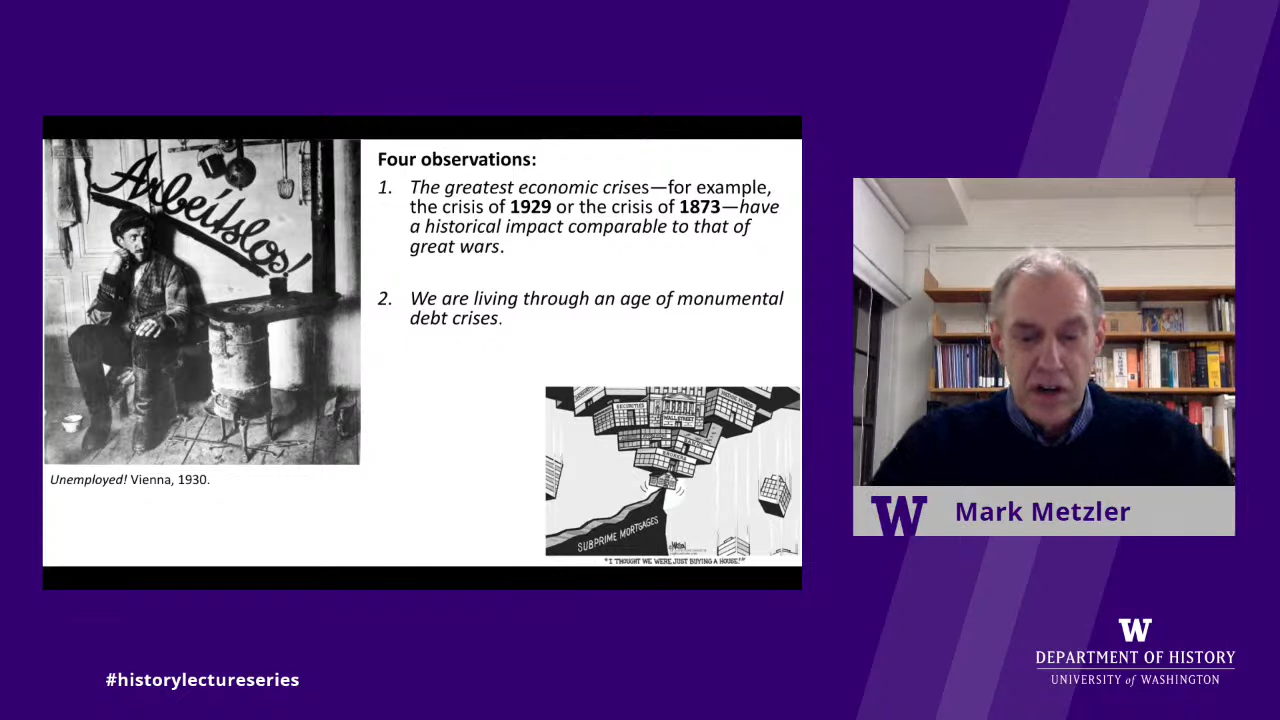 Arbeitslos!
Unemployed! Vienna, 1930.
Four observations:
1. The greatest economic crises—for example,
the crisis of 1929 or the crisis of 1873—have
a historical impact comparable to that of
great wars.
2. We are living through an age of monumental
debt crises.
SECURITIES
WALL STREET
SUBPRIME MORTGAGES
"I THOUGHT WE WERE JUST BUYING A HOUSE!"
W Mark Metzler
#historylectureseries
W
DEPARTMENT OF HISTORY
UNIVERSITY of WASHINGTON